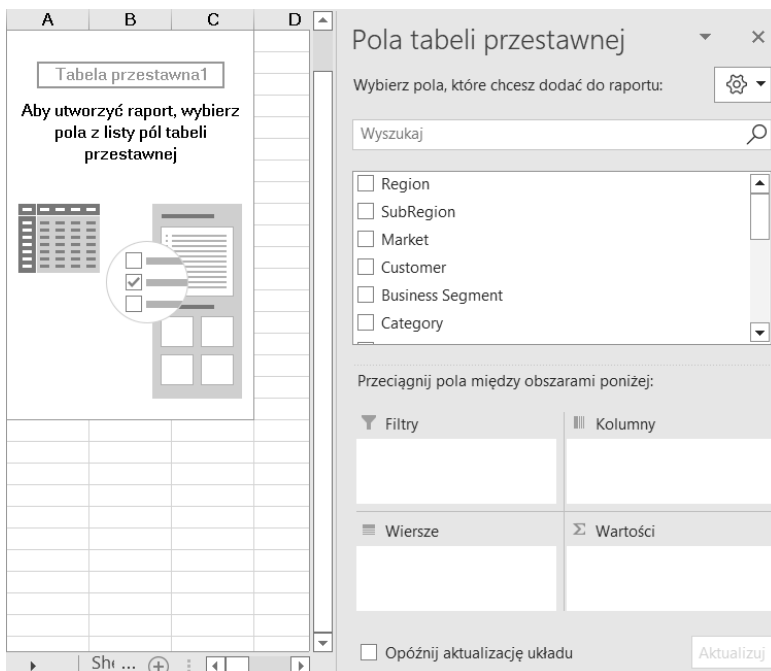 A B C D
Tabela przestawna1
Aby utworzyć raport, wybierz
pola z listy pól tabeli
przestawnej
She ...
Pola tabeli przestawnej
Wybierz pola, które chcesz dodać do raportu:
Wyszukaj
Region
SubRegion
Market
Customer
Business Segment
Category
Przeciągnij pola między obszarami poniżej:
Filtry
Kolumny
Wiersze
Σ Wartości
Opóźnij aktualizację układu
Aktualizuj